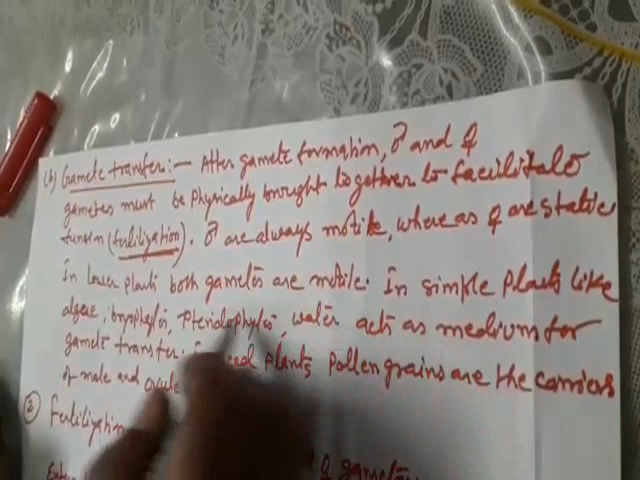 (b) Gamete transfer:- After gamete formation, ♂ and ♀
gametes must be physically brought together to facilitate
fusion (fertilization). ♂ are always motile, where as ♀ are static
In lower plants both gametes are motile. In simple plants like
algae, bryophytes, Pteridophytes, water acts as medium for
gamete transfer. seed plants, pollen grains are the carriers
of male and ovule
② Fertilization
♀ gametes